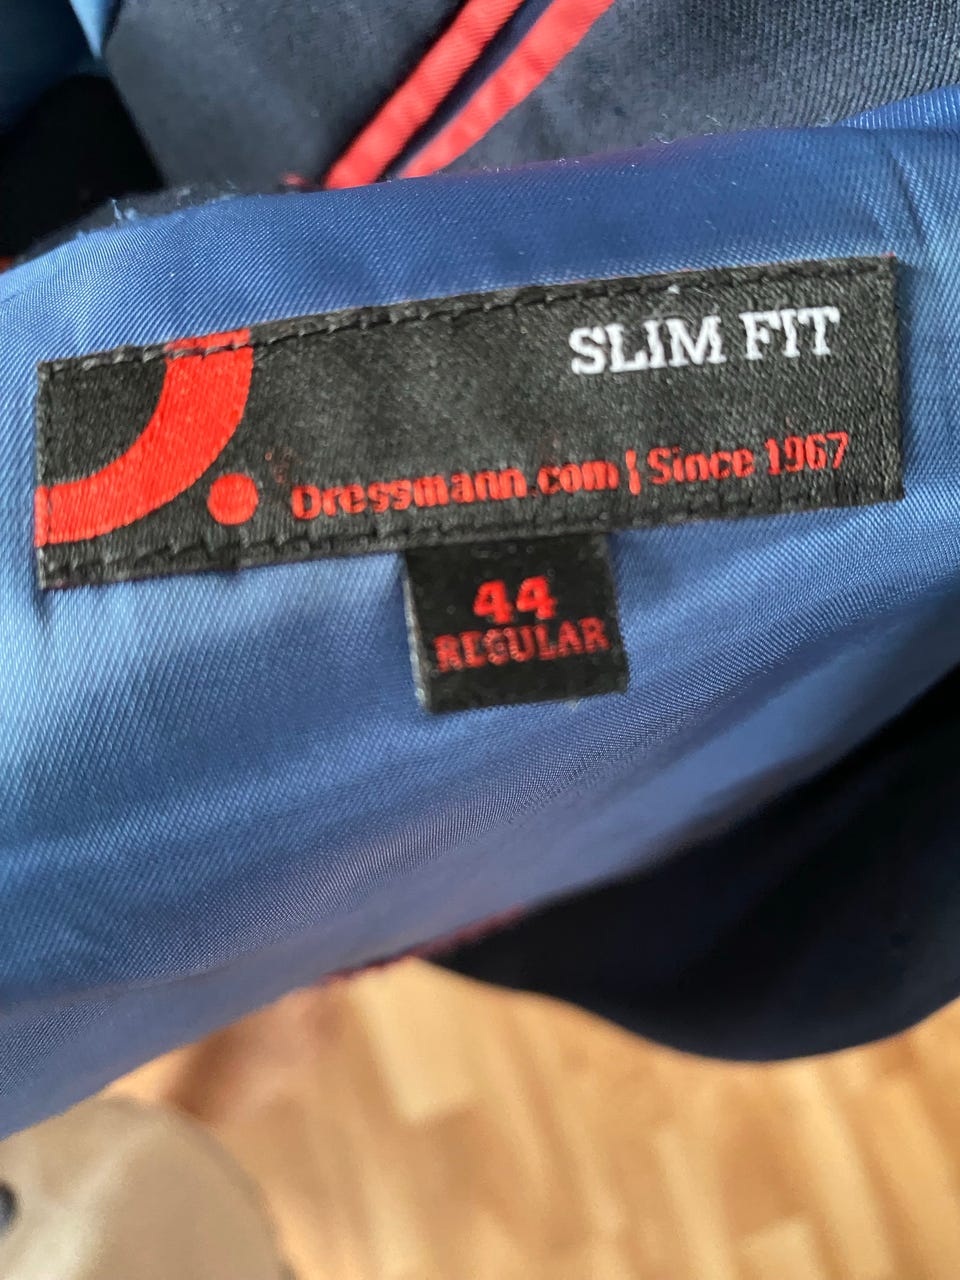 SLIM FIT
Dressmann.com | Since 1967
44
REGULAR